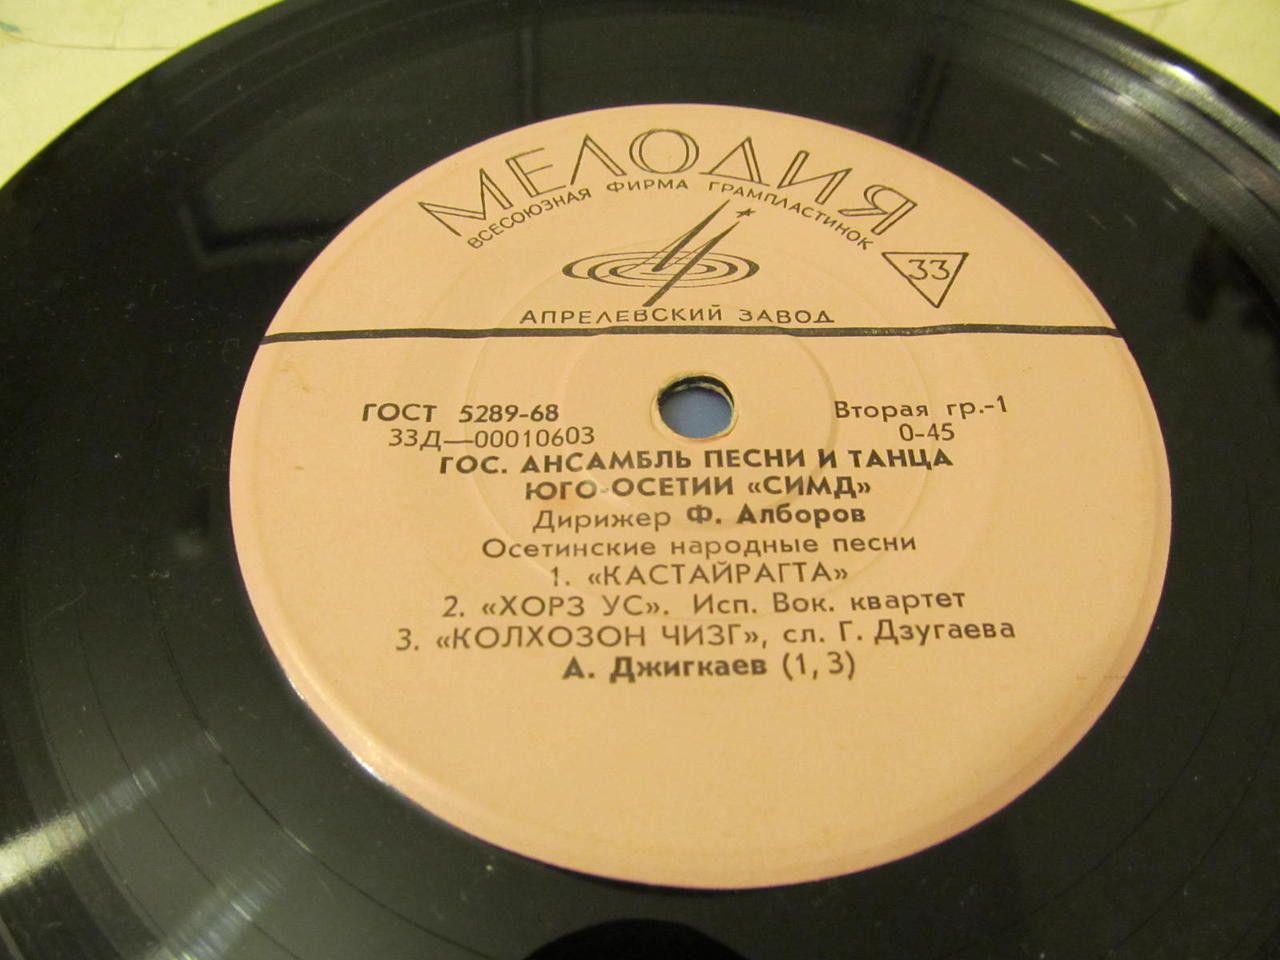 МЕЛОДИЯ
ВСЕСОЮЗНАЯ ФИРМА ГРАМПЛАСТИНОК
33
АПРЕЛЕВСКИЙ ЗАВОД
ГОСТ 5289-68 Вторая гр.-1
33Д—00010603 0-45
ГОС. АНСАМБЛЬ ПЕСНИ И ТАНЦА
ЮГО-ОСЕТИИ «СИМД»
Дирижер Ф. Алборов
Осетинские народные песни
1. «КАСТАЙРАГТА»
2. «ХОРЗ УС». Исп. Вок. квартет
3. «КОЛХОЗОН ЧИЗГ», сл. Г. Дзугаева
А. Джигкаев (1, 3)